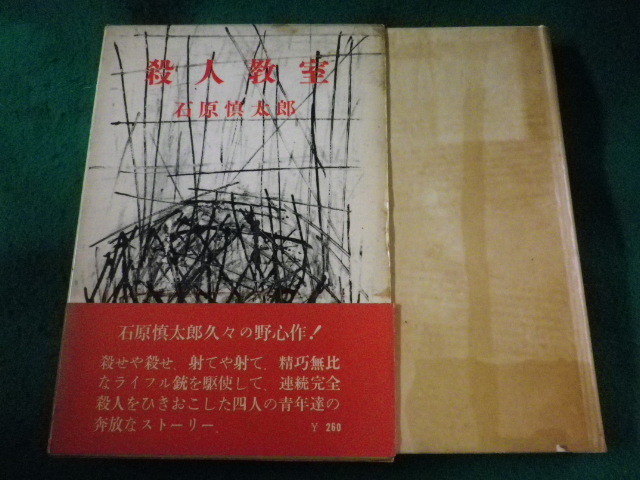 殺人教室
石原慎太郎
石原慎太郎久々の野心作!
殺せや殺せ、射てや射て、精巧無比
なライフル銃を駆使して、連続完全
殺人をひきおこした四人の青年達の
奔放なストーリー。
¥ 260